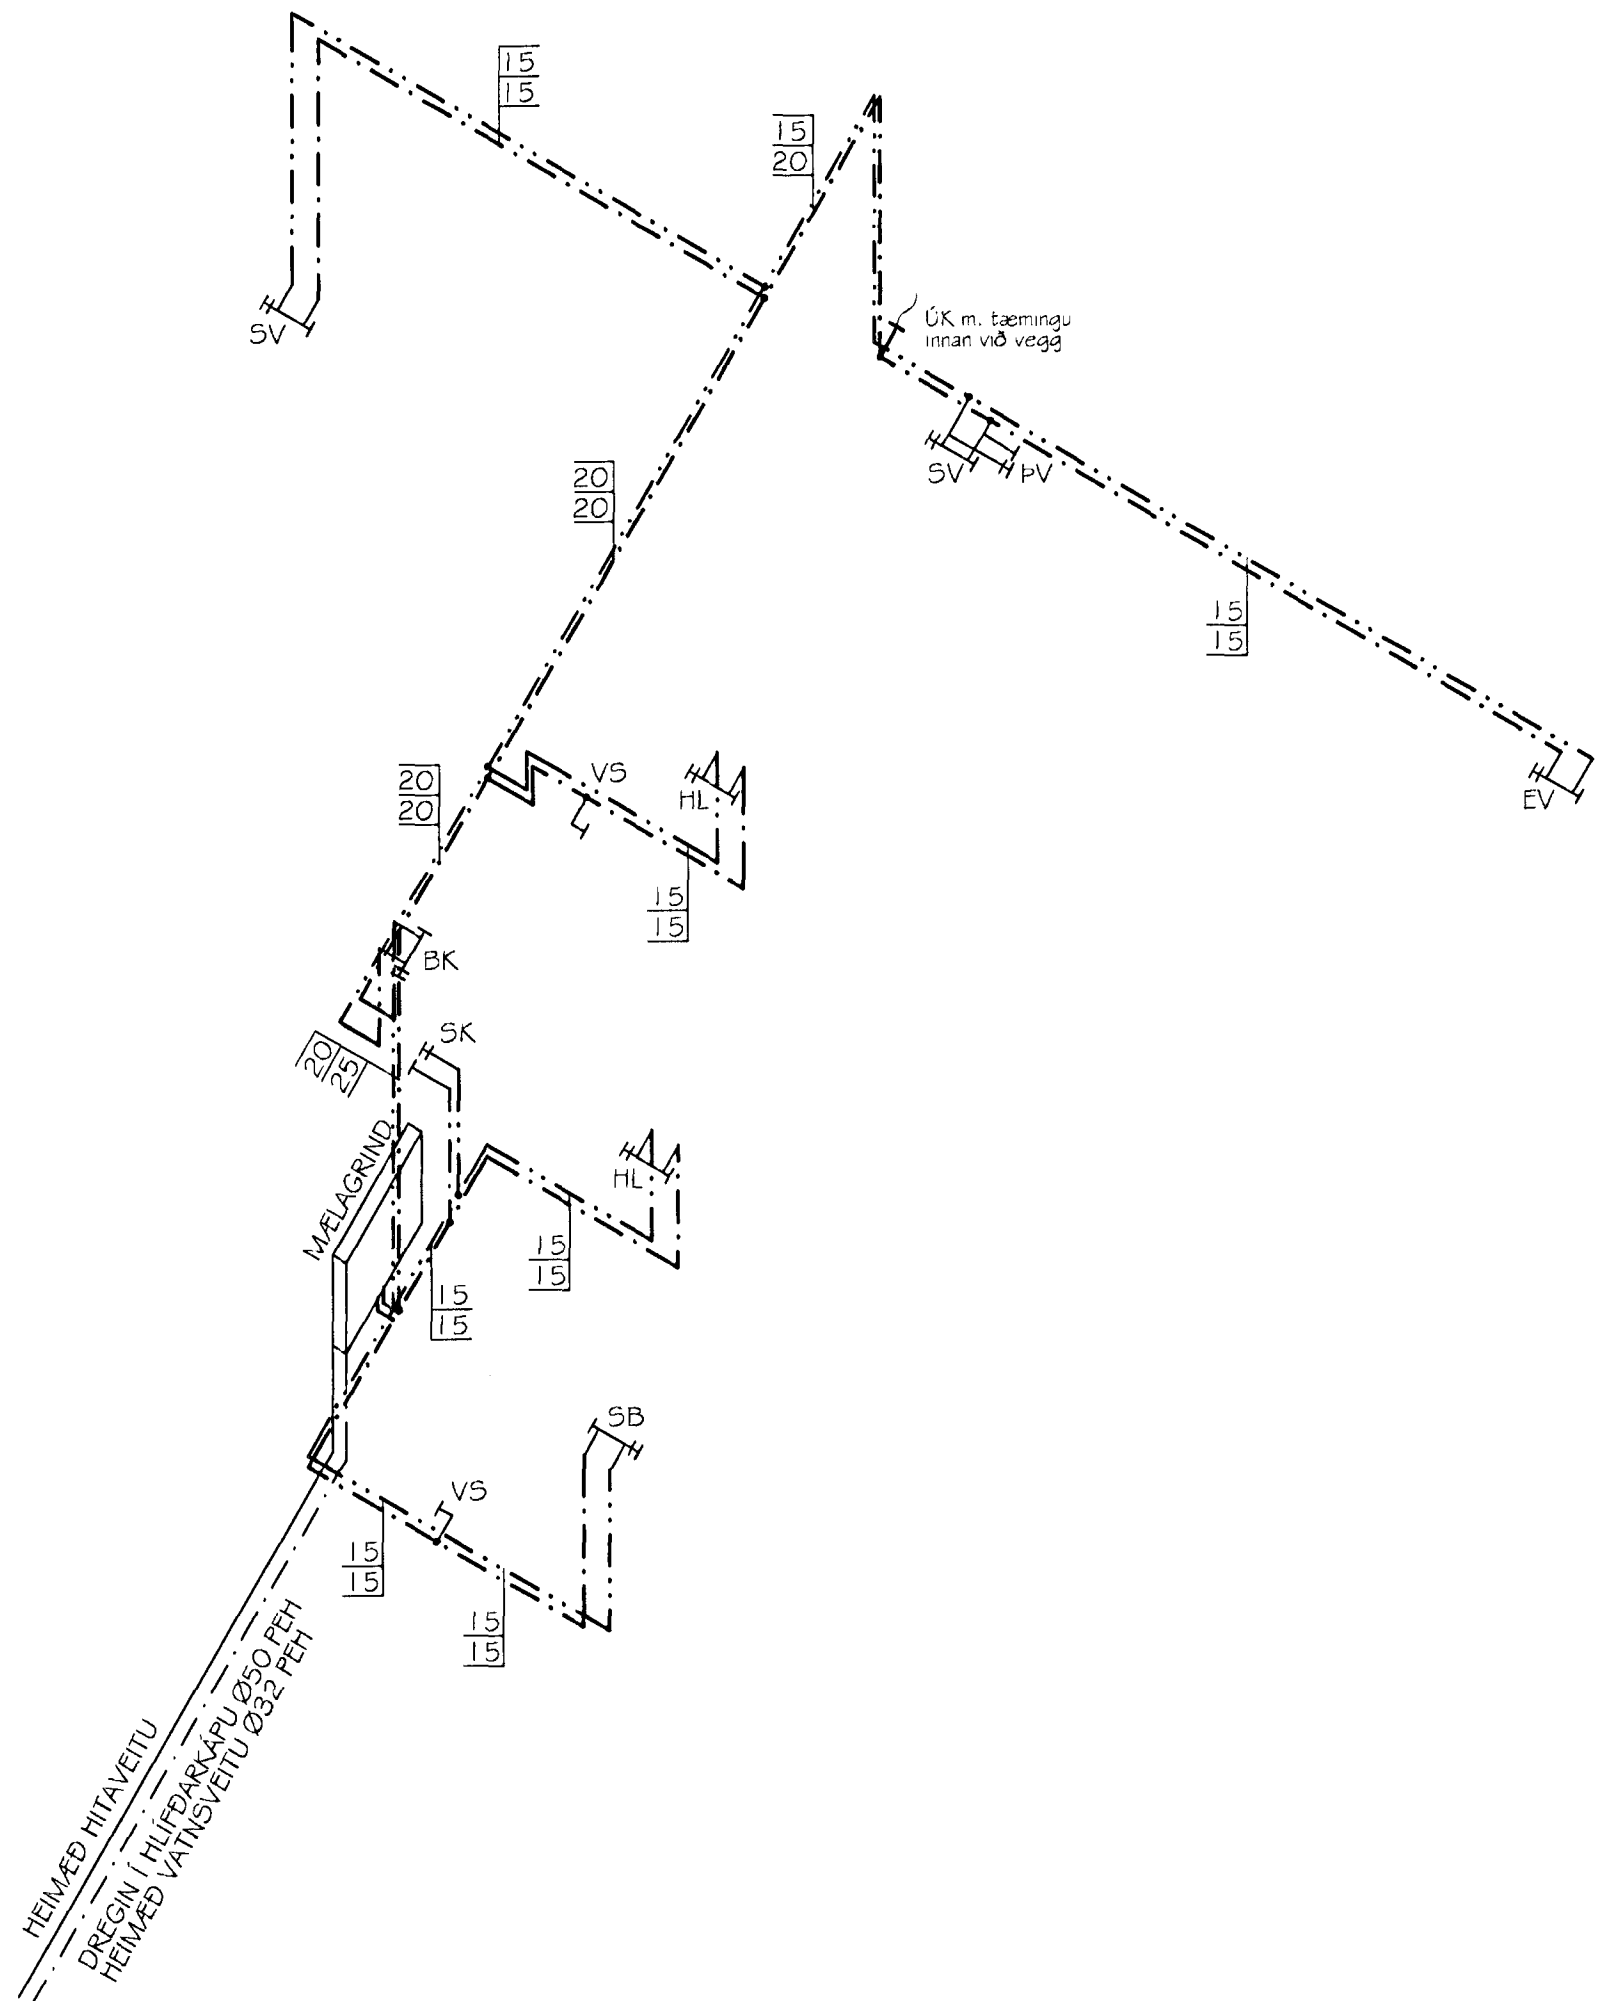 15
15
15
20
SV
ÚK m. tæmingu
innan við vegg
SV
ÞV
20
20
15
15
VS
HL
EV
20
20
15
15
BK
SK
20
25
MÆLAGRIND
HL
15
15
15
15
SB
VS
15
15
15
15
HEIMÆÐ HITAVEITU
DREGIN Í HLÍFÐARKÁPU Ø50 PEH
HEIMÆÐ VATNSVEITU Ø32 PEH